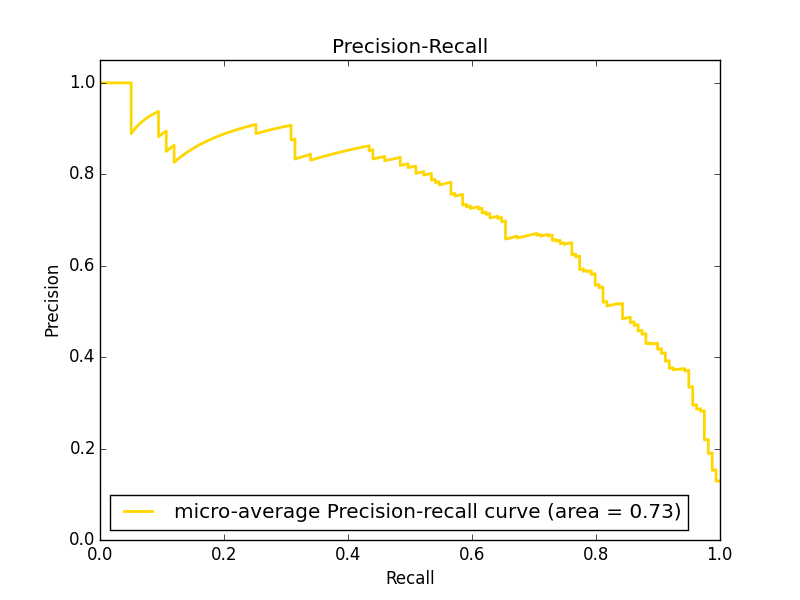 Precision-Recall
1.0
0.8
0.6
0.4
0.2
0.0
Precision
micro-average Precision-recall curve (area = 0.73)
0.0 0.2 0.4 0.6 0.8 1.0
Recall